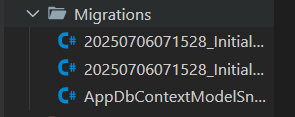 Migrations
C# 20250706071528_Initial...
C# 20250706071528_Initial...
C# AppDbContextModelSn...